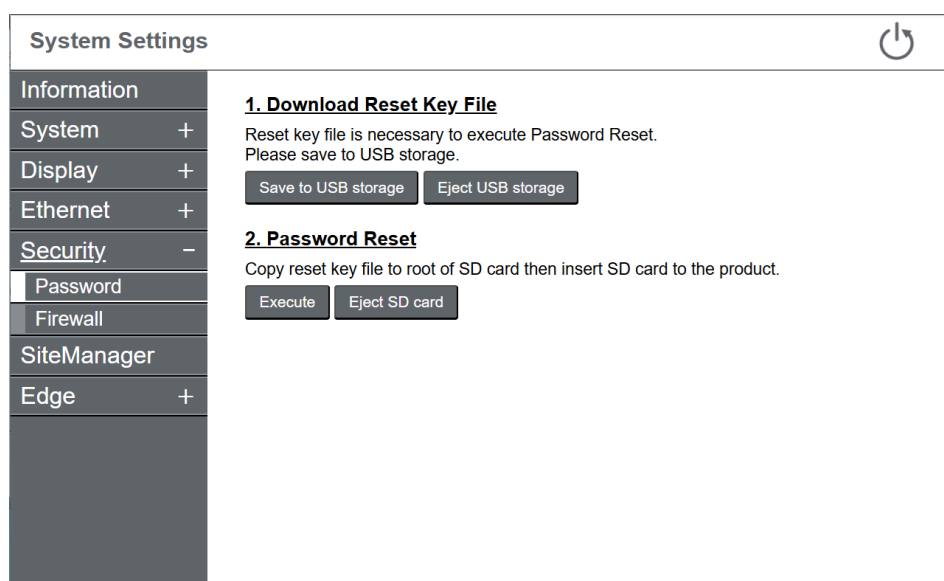 System Settings
Information
System +
Display +
Ethernet +
Security −
Password
Firewall
SiteManager
Edge +
1. Download Reset Key File
Reset key file is necessary to execute Password Reset.
Please save to USB storage.
Save to USB storage Eject USB storage
2. Password Reset
Copy reset key file to root of SD card then insert SD card to the product.
Execute Eject SD card